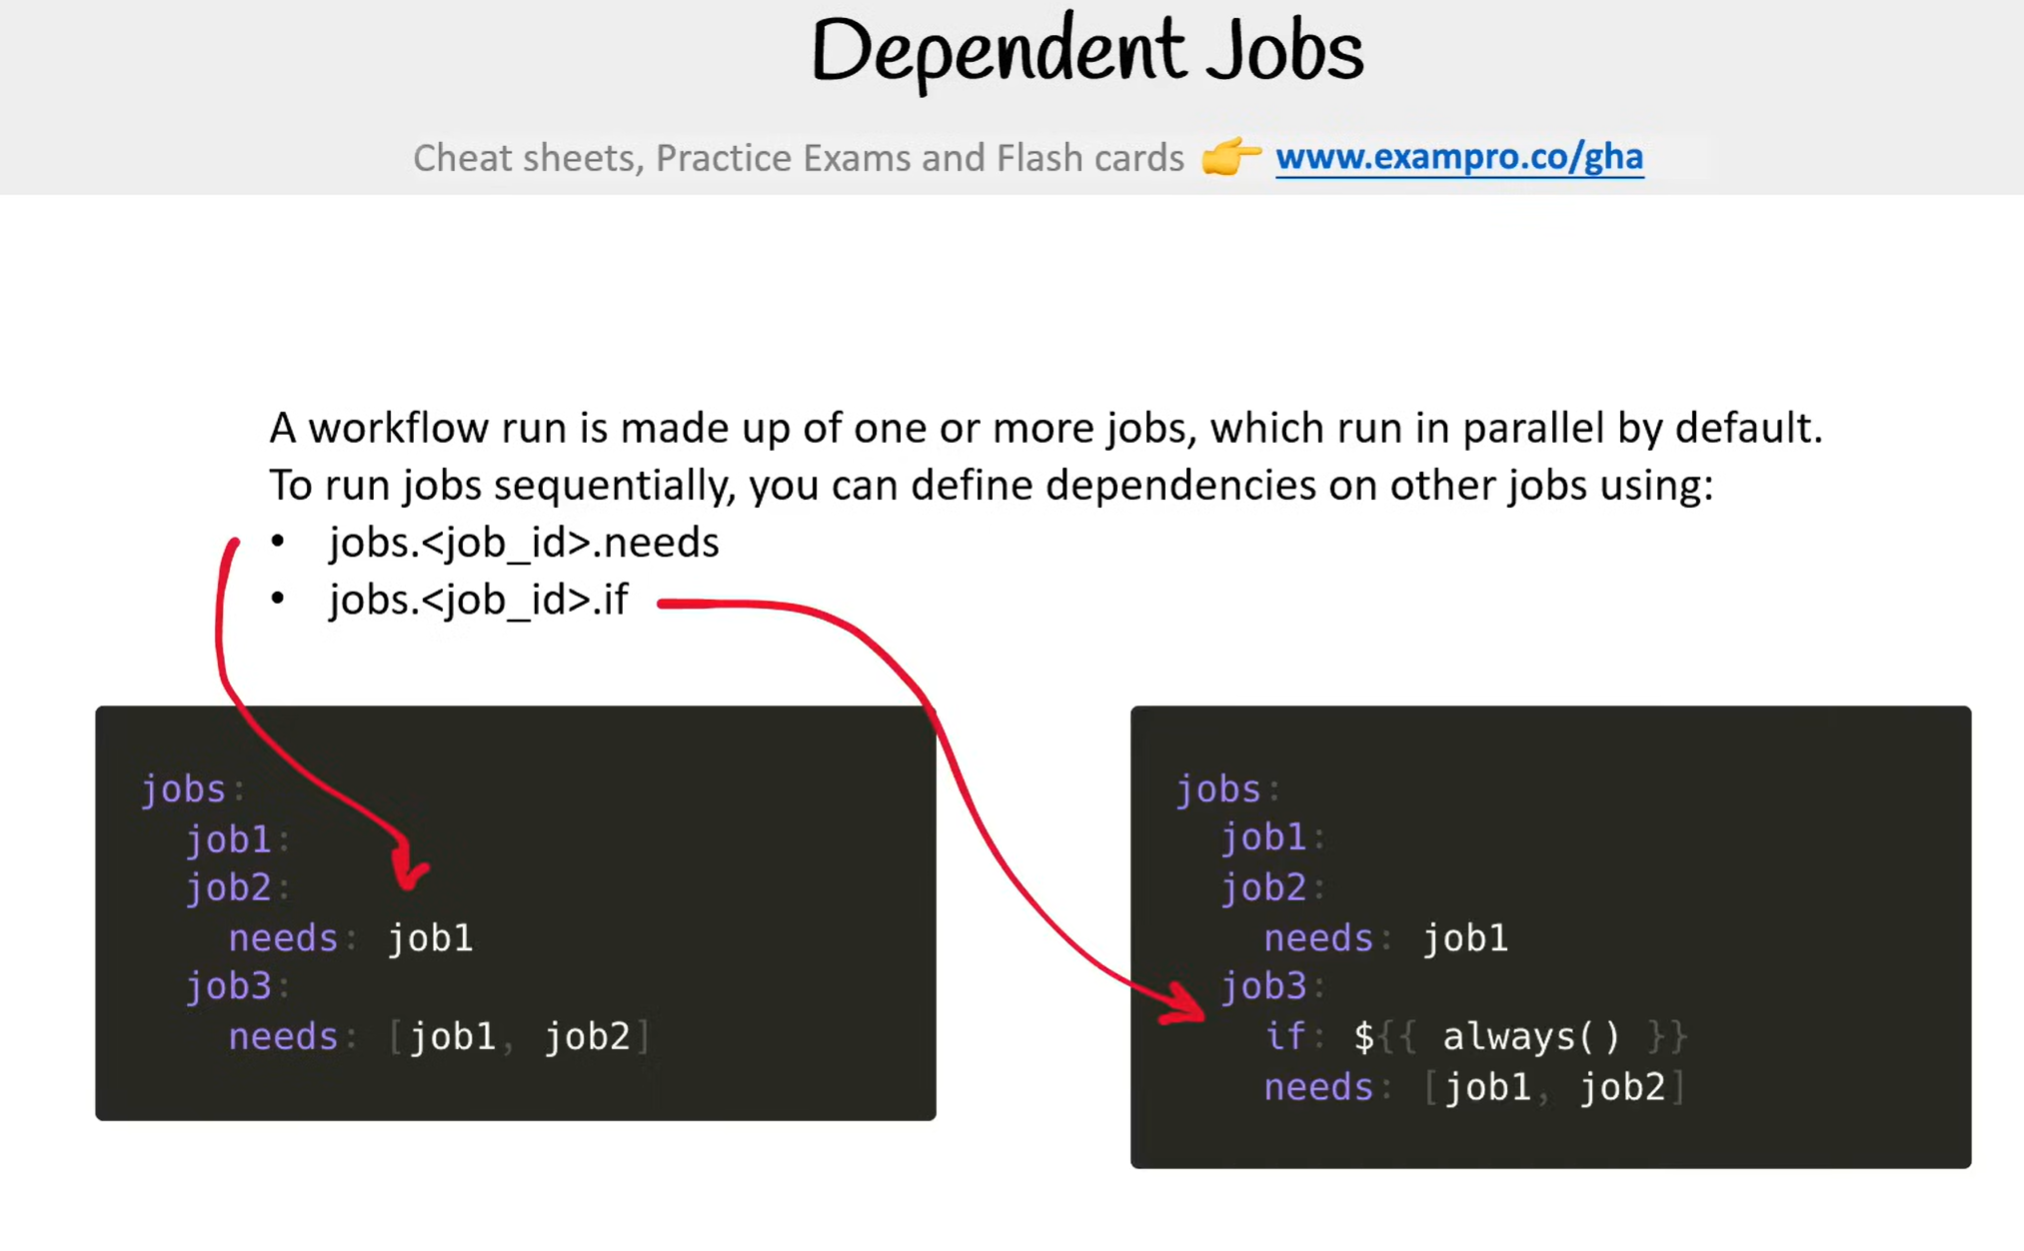 Dependent Jobs
Cheat sheets, Practice Exams and Flash cards 👉 www.exampro.co/gha
A workflow run is made up of one or more jobs, which run in parallel by default.
To run jobs sequentially, you can define dependencies on other jobs using:
• jobs.<job_id>.needs
• jobs.<job_id>.if
jobs:
  job1:
  job2:
    needs: job1
  job3:
    needs: [job1, job2]
jobs:
  job1:
  job2:
    needs: job1
  job3:
    if: ${{ always() }}
    needs: [job1, job2]